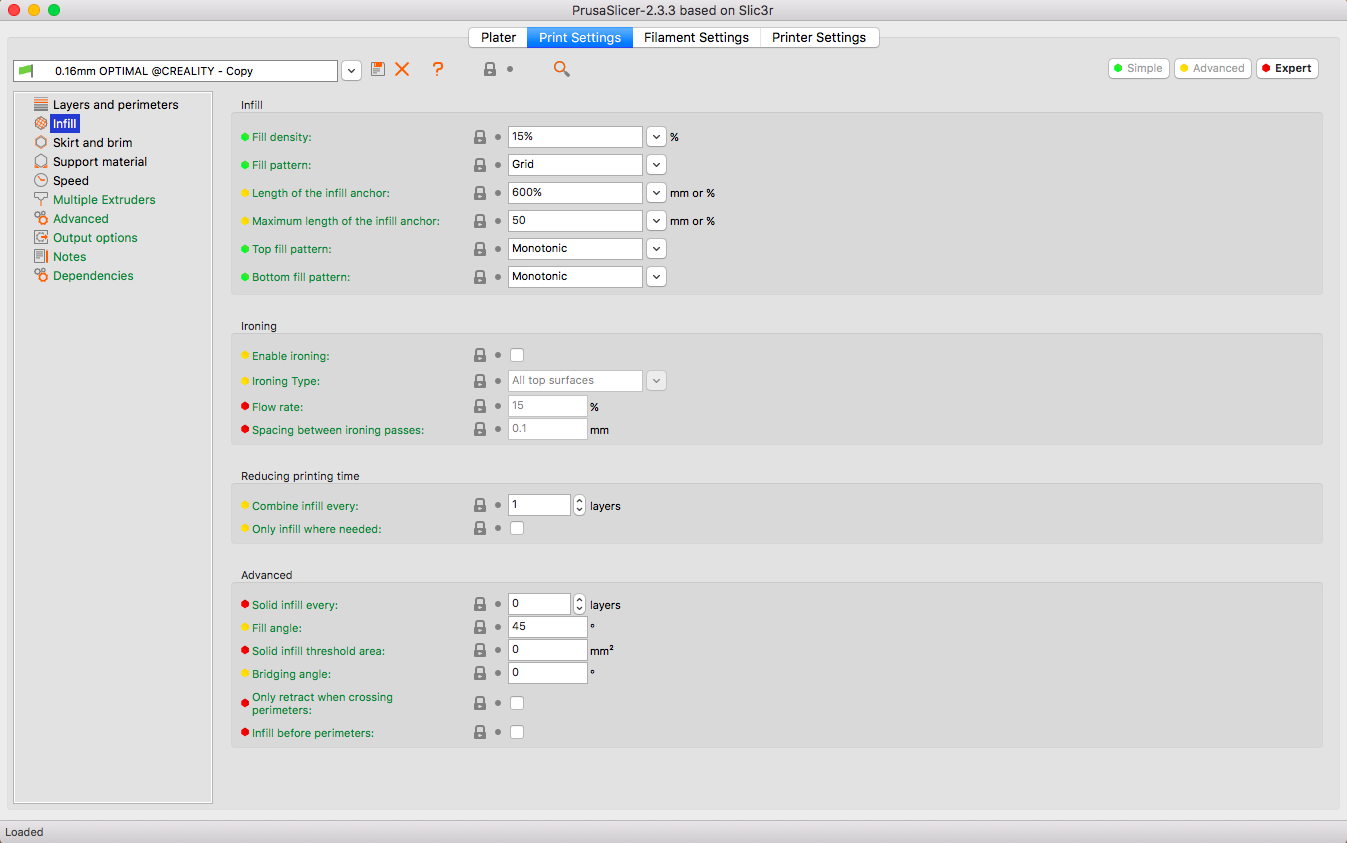 PrusaSlicer-2.3.3 based on Slic3r
Plater Print Settings Filament Settings Printer Settings
0.16mm OPTIMAL @CREALITY - Copy ? Simple Advanced Expert
Layers and perimeters
Infill
Skirt and brim
Support material
Speed
Multiple Extruders
Advanced
Output options
Notes
Dependencies
Infill
Fill density: 15% %
Fill pattern: Grid
Length of the infill anchor: 600% mm or %
Maximum length of the infill anchor: 50 mm or %
Top fill pattern: Monotonic
Bottom fill pattern: Monotonic
Ironing
Enable ironing:
Ironing Type: All top surfaces
Flow rate: 15 %
Spacing between ironing passes: 0.1 mm
Reducing printing time
Combine infill every: 1 layers
Only infill where needed:
Advanced
Solid infill every: 0 layers
Fill angle: 45 °
Solid infill threshold area: 0 mm²
Bridging angle: 0 °
Only retract when crossing
perimeters:
Infill before perimeters:
Loaded